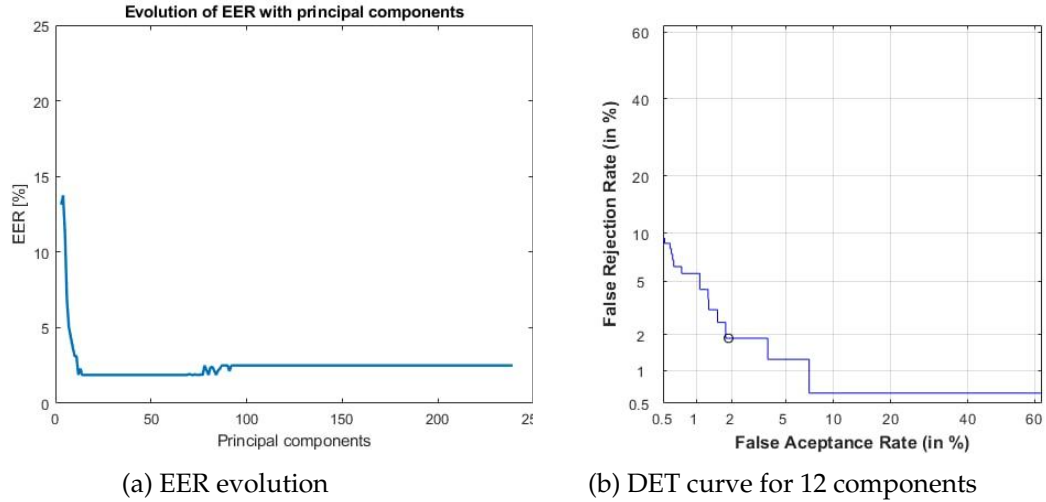 Evolution of EER with principal components
25
20
15
10
5
0
EER [%]
0 50 100 150 200 25
Principal components
(a) EER evolution
60
40
20
10
5
2
1
0.5
False Rejection Rate (in %)
0.5 1 2 5 10 20 40 60
False Aceptance Rate (in %)
(b) DET curve for 12 components